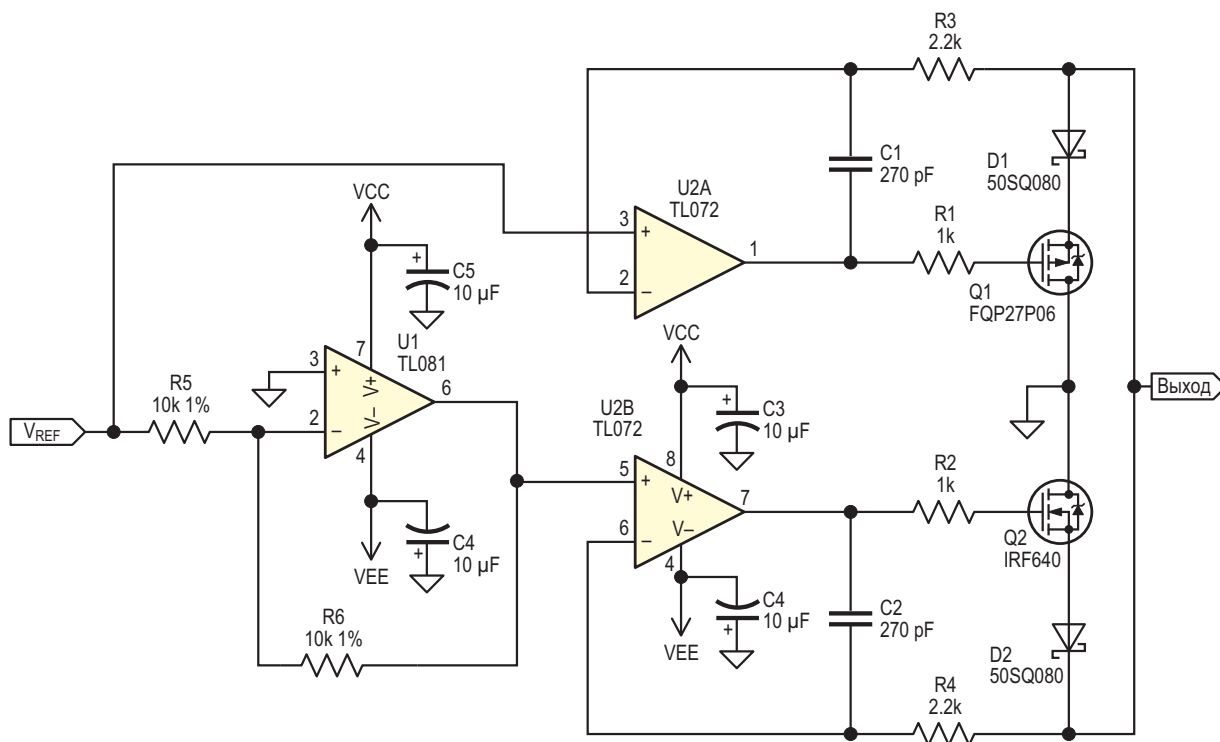 R3
2.2k
C1
270 pF
D1
50SQ080
VCC
U2A
TL072
3
+
2
–
1
R1
1k
Q1
FQP27P06
+
C5
10 µF
U1
TL081
7
3
+
V+
2
–
V–
6
4
R5
10k 1%
VREF
VCC
+
C3
10 µF
U2B
TL072
8
5
+
V+
6
–
V–
7
4
R2
1k
Q2
IRF640
Выход
C4
10 µF
+
VEE
R6
10k 1%
C4
10 µF
+
VEE
C2
270 pF
D2
50SQ080
R4
2.2k